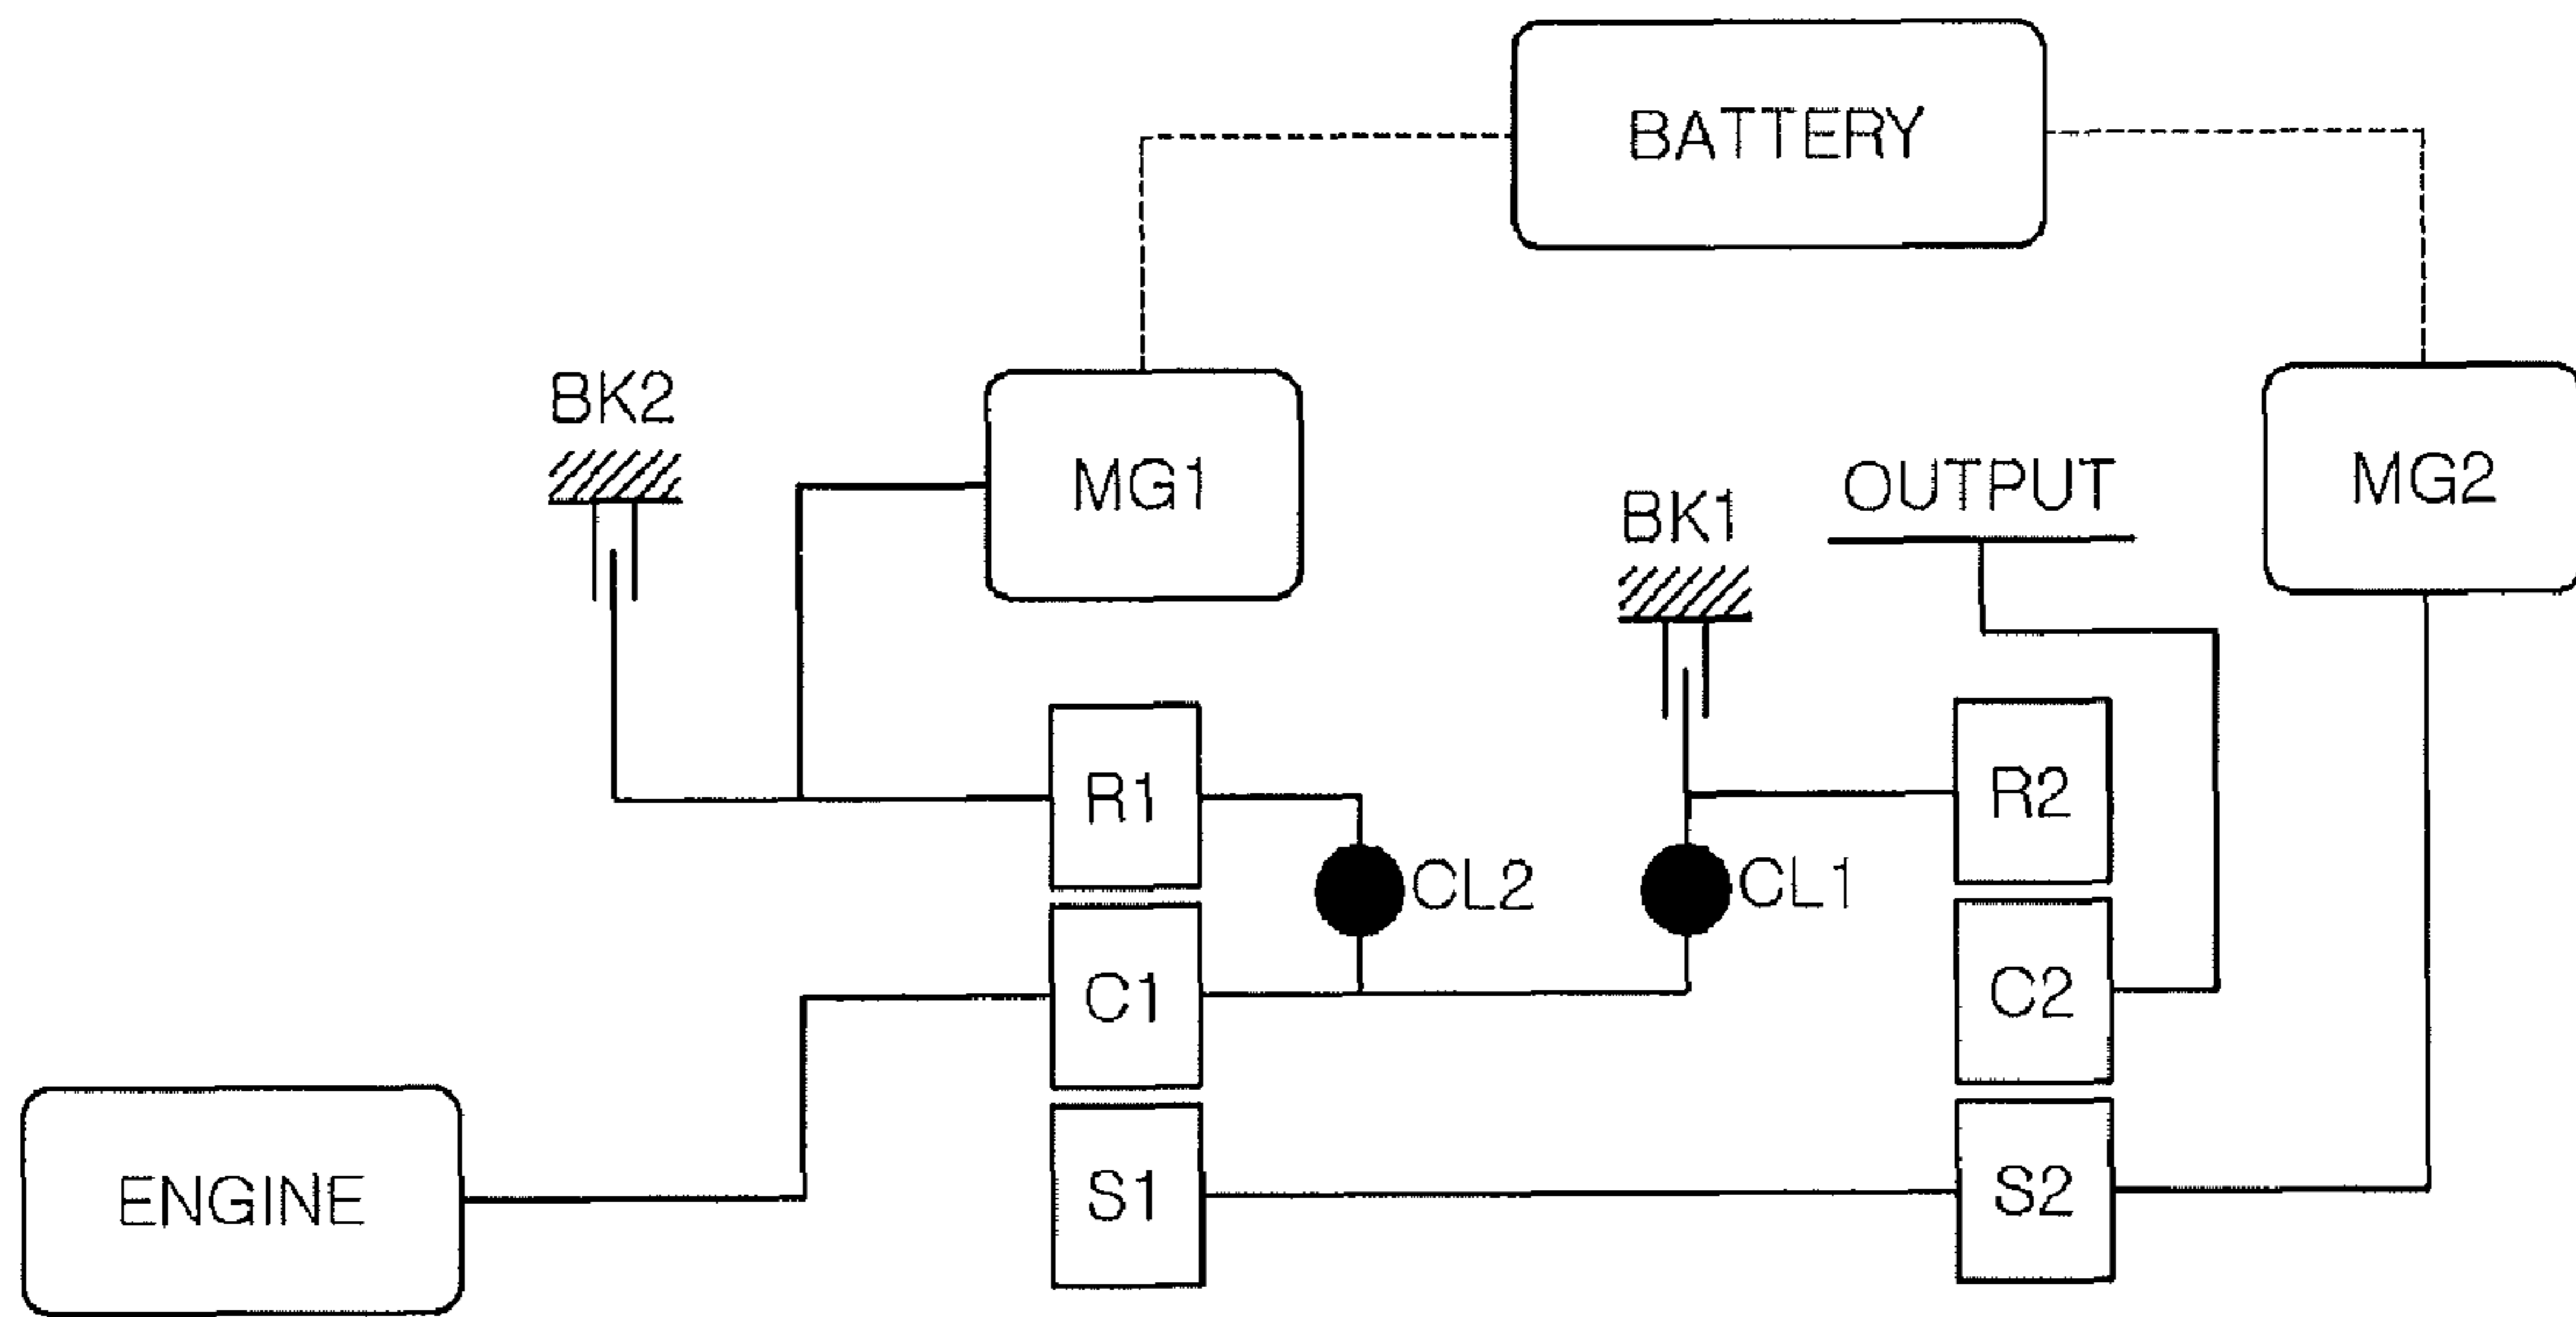 BATTERY
BK2
MG1
BK1
OUTPUT
MG2
R1
R2
CL2
CL1
C1
C2
ENGINE
S1
S2